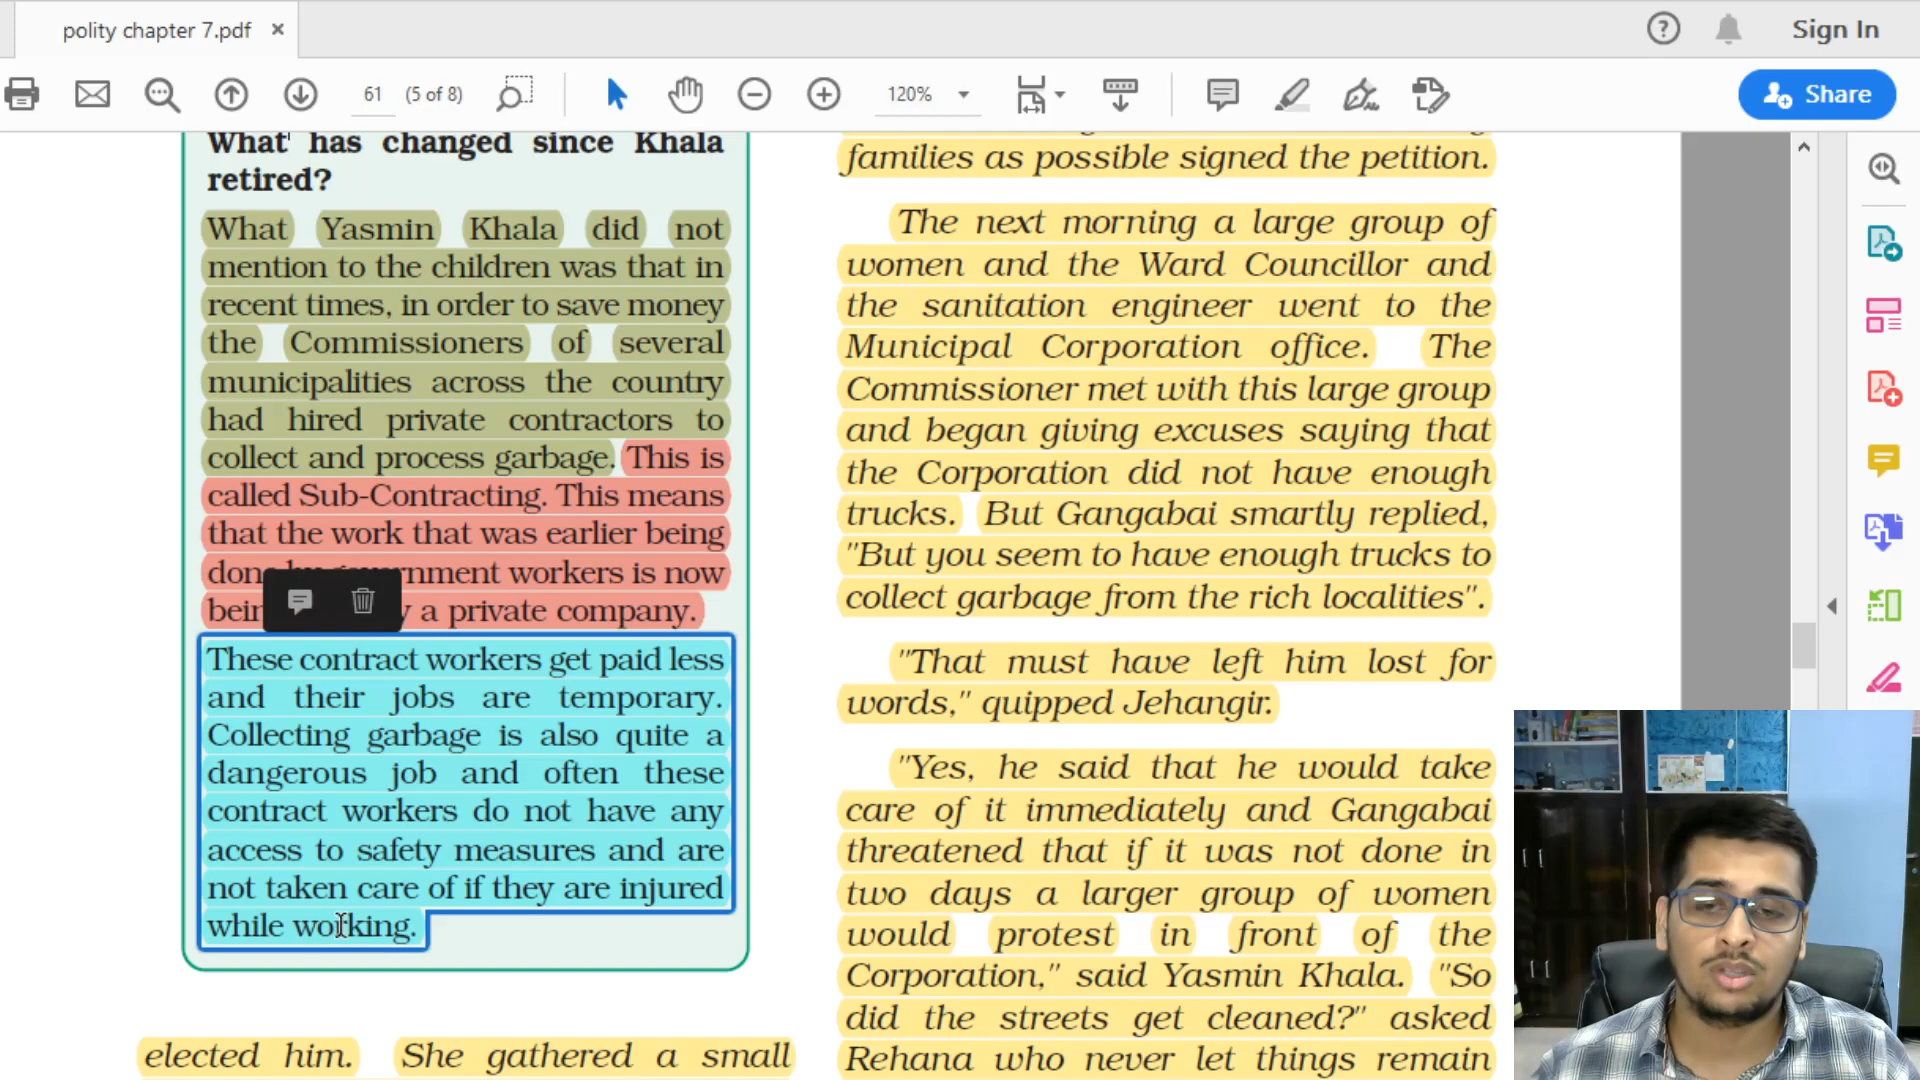 polity chapter 7.pdf
Sign In
61 (5 of 8)
120%
Share
What has changed since Khala
retired?
What Yasmin Khala did not
mention to the children was that in
recent times, in order to save money
the Commissioners of several
municipalities across the country
had hired private contractors to
collect and process garbage. This is
called Sub-Contracting. This means
that the work that was earlier being
government workers is now
a private company.
These contract workers get paid less
and their jobs are temporary.
Collecting garbage is also quite a
dangerous job and often these
contract workers do not have any
access to safety measures and are
not taken care of if they are injured
while working.
elected him. She gathered a small
families as possible signed the petition.
The next morning a large group of
women and the Ward Councillor and
the sanitation engineer went to the
Municipal Corporation office. The
Commissioner met with this large group
and began giving excuses saying that
the Corporation did not have enough
trucks. But Gangabai smartly replied,
"But you seem to have enough trucks to
collect garbage from the rich localities".
"That must have left him lost for
words," quipped Jehangir.
"Yes, he said that he would take
care of it immediately and Gangabai
threatened that if it was not done in
two days a larger group of women
would protest in front of the
Corporation," said Yasmin Khala. "So
did the streets get cleaned?" asked
Rehana who never let things remain